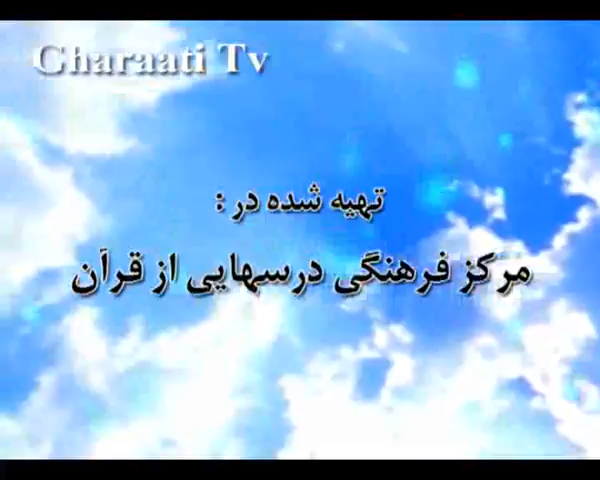 Gharaati Tv
تهیه شده در :
مرکز فرهنگی درسهایی از قرآن